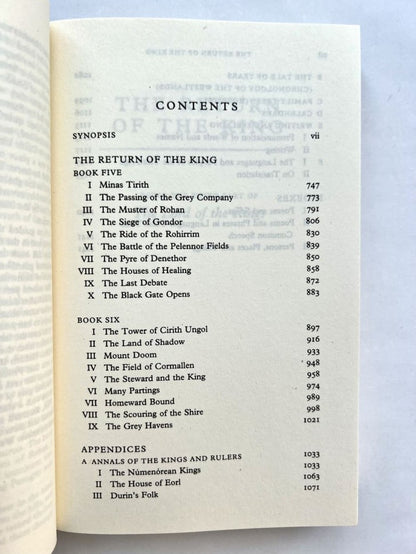 CONTENTS
SYNOPSIS vii
THE RETURN OF THE KING
BOOK FIVE
I Minas Tirith 747
II The Passing of the Grey Company 773
III The Muster of Rohan 791
IV The Siege of Gondor 806
V The Ride of the Rohirrim 830
VI The Battle of the Pelennor Fields 839
VII The Pyre of Denethor 850
VIII The Houses of Healing 858
IX The Last Debate 872
X The Black Gate Opens 883
BOOK SIX
I The Tower of Cirith Ungol 897
II The Land of Shadow 916
III Mount Doom 933
IV The Field of Cormallen 948
V The Steward and the King 958
VI Many Partings 974
VII Homeward Bound 989
VIII The Scouring of the Shire 998
IX The Grey Havens 1021
APPENDICES
A ANNALS OF THE KINGS AND RULERS 1033
I The Númenórean Kings 1033
II The House of Eorl 1063
III Durin's Folk 1071